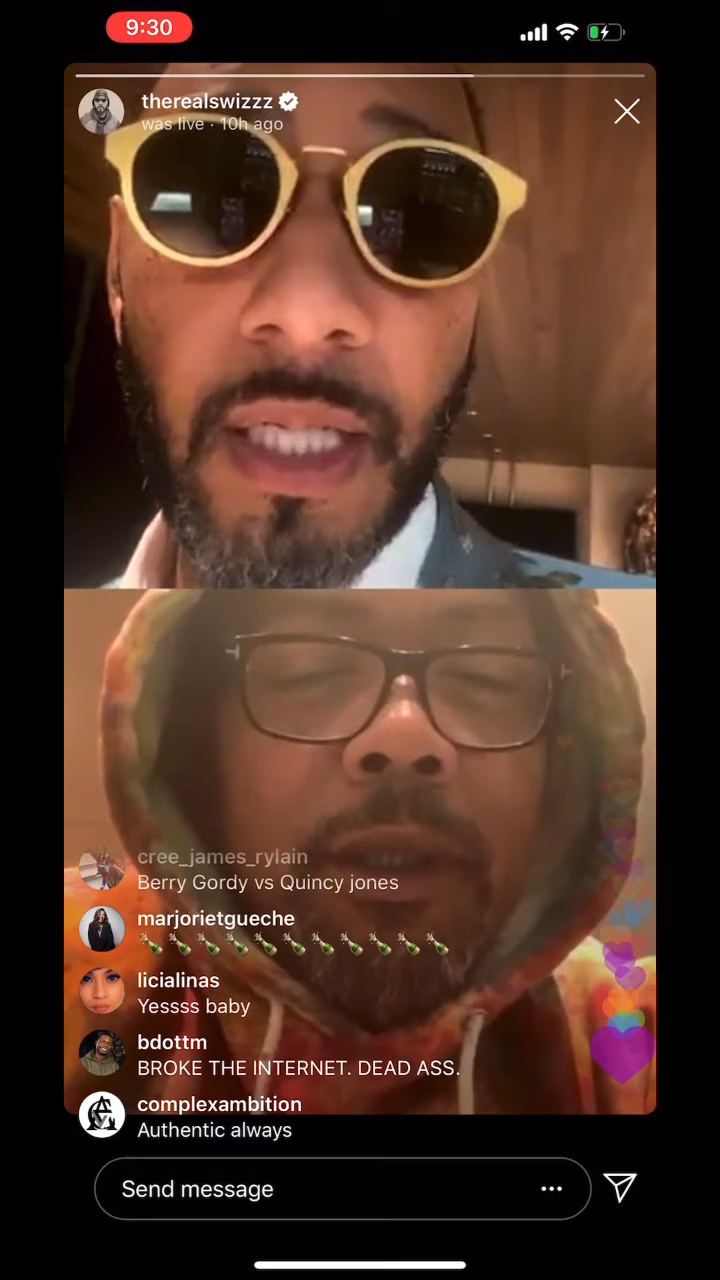 9:30
therealswizzz
was live · 10h ago
cree_james_rylain
Berry Gordy vs Quincy jones
marjorietgueche
🍾🍾🍾🍾🍾🍾🍾🍾🍾🍾🍾
licialinas
Yessss baby
bdottm
BROKE THE INTERNET. DEAD ASS.
complexambition
Authentic always
Send message